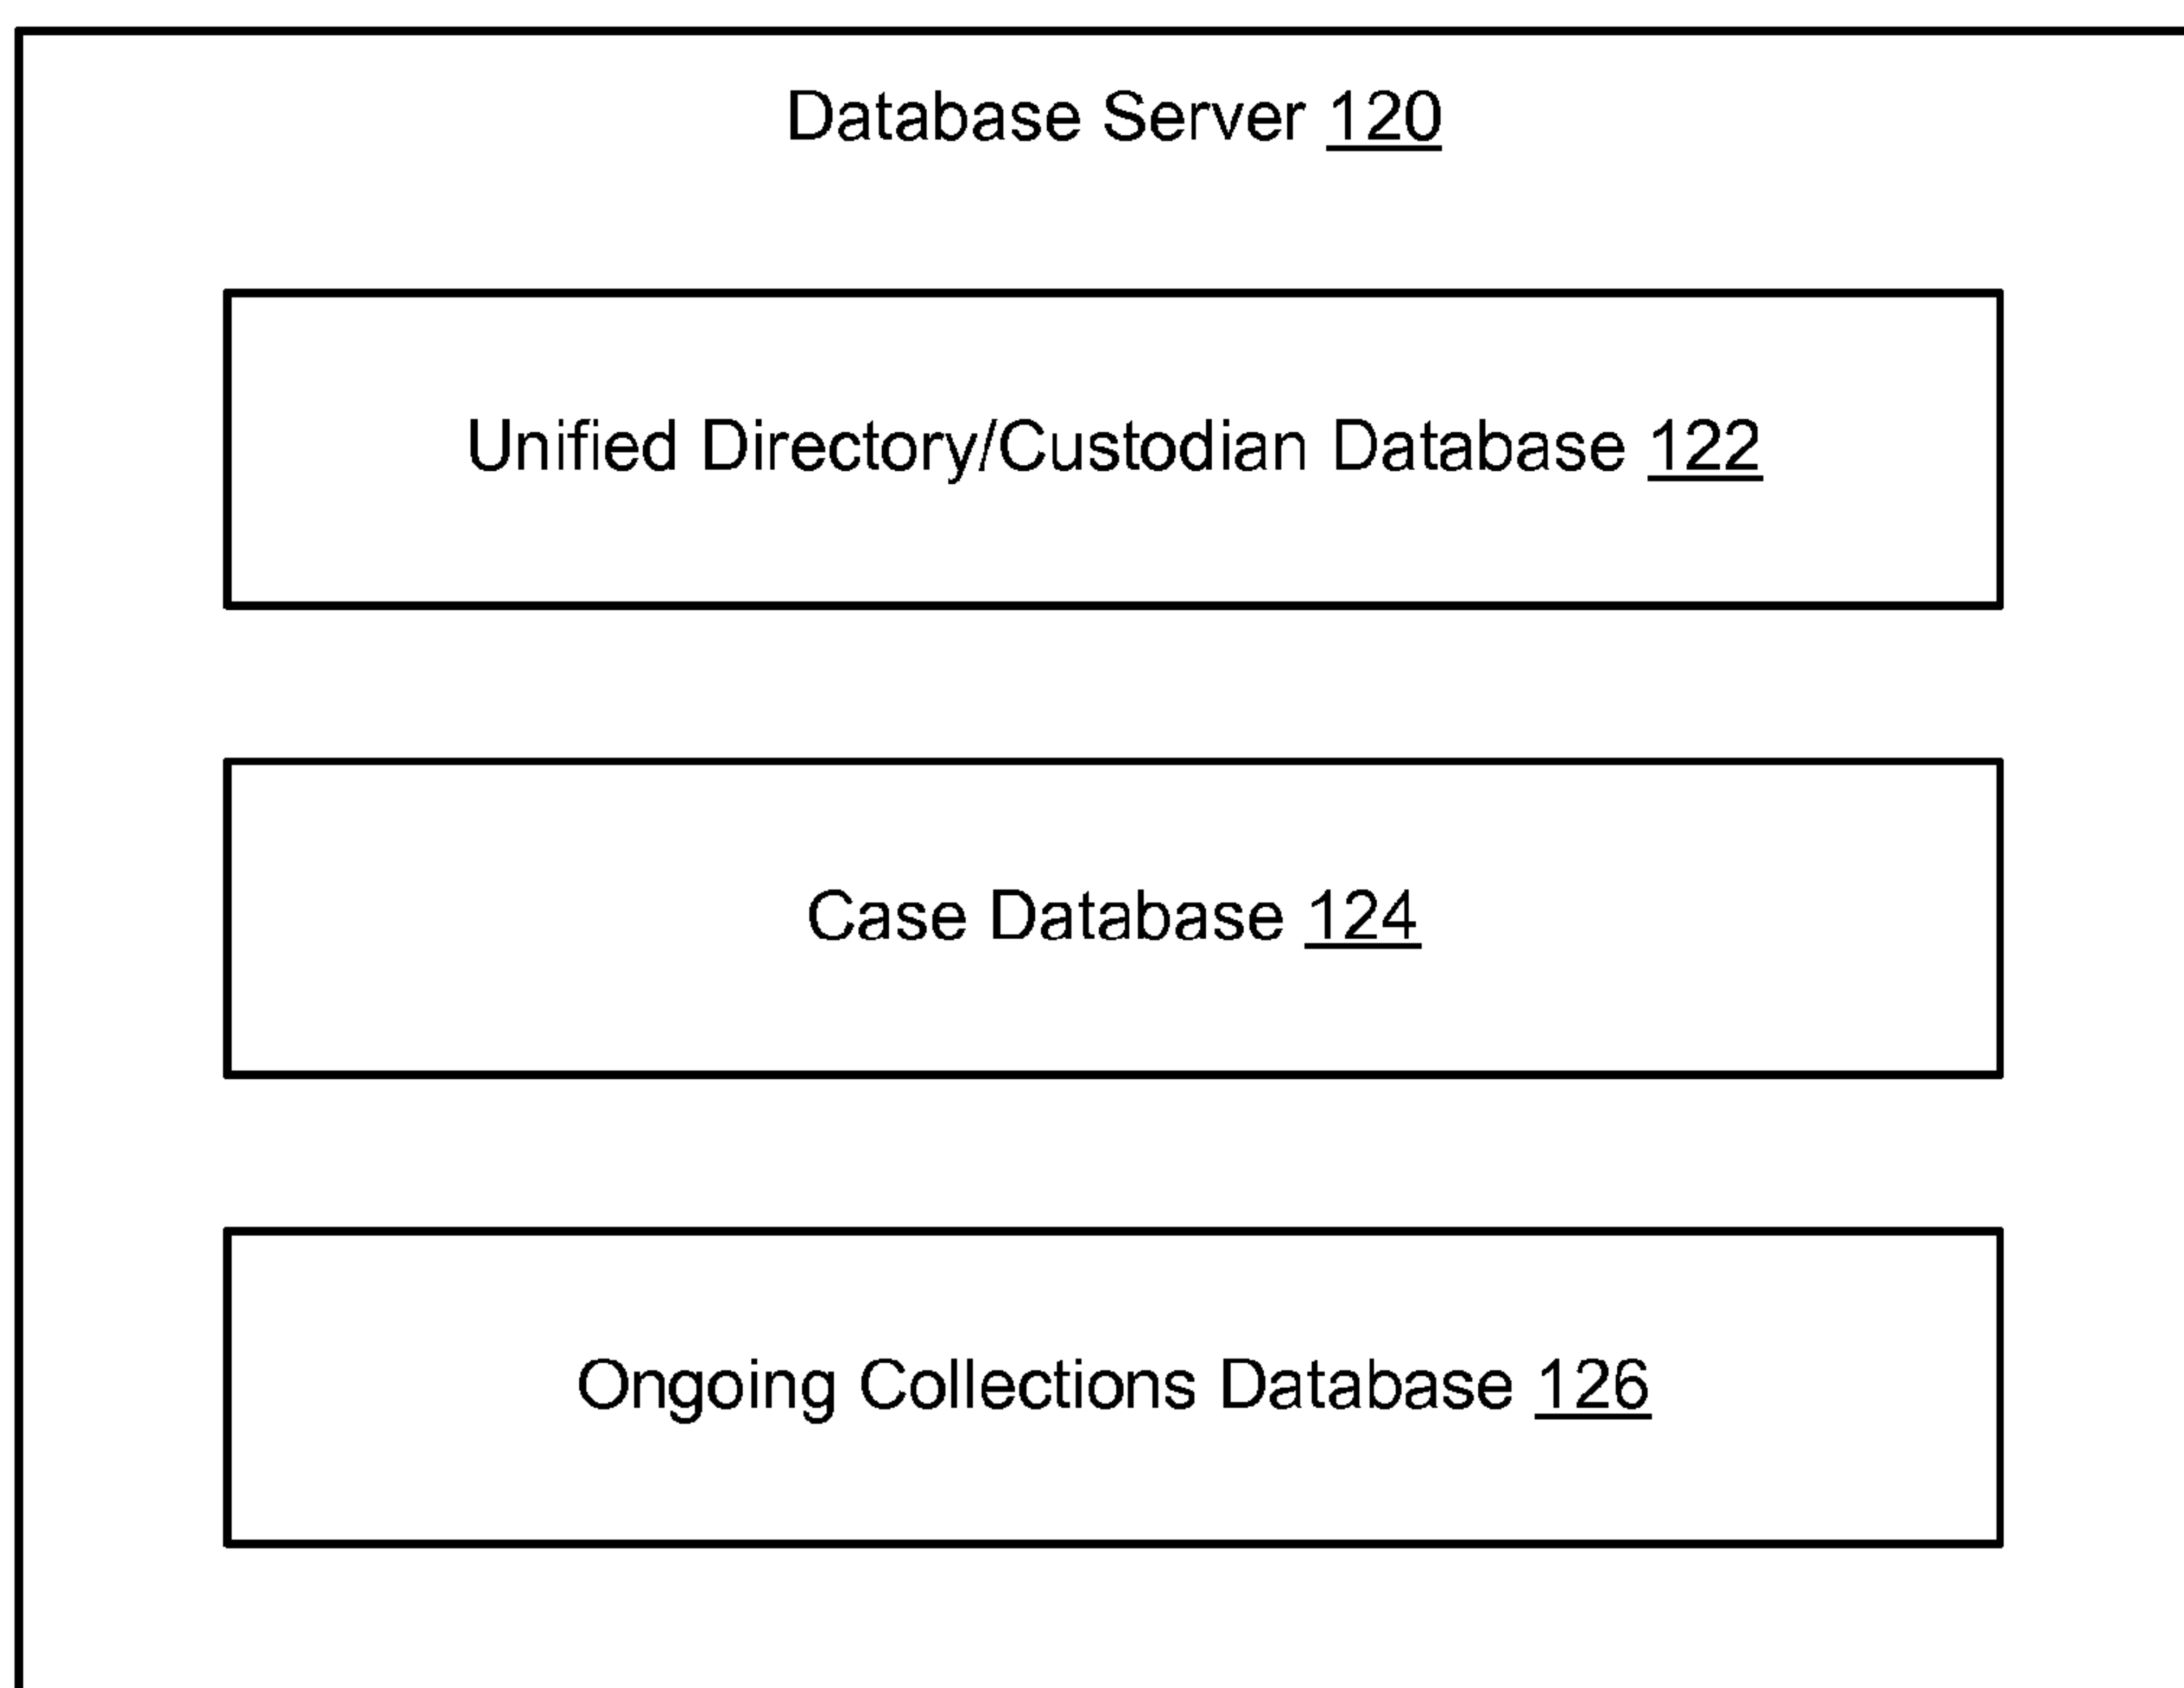 Database Server 120
Unified Directory/Custodian Database 122
Case Database 124
Ongoing Collections Database 126